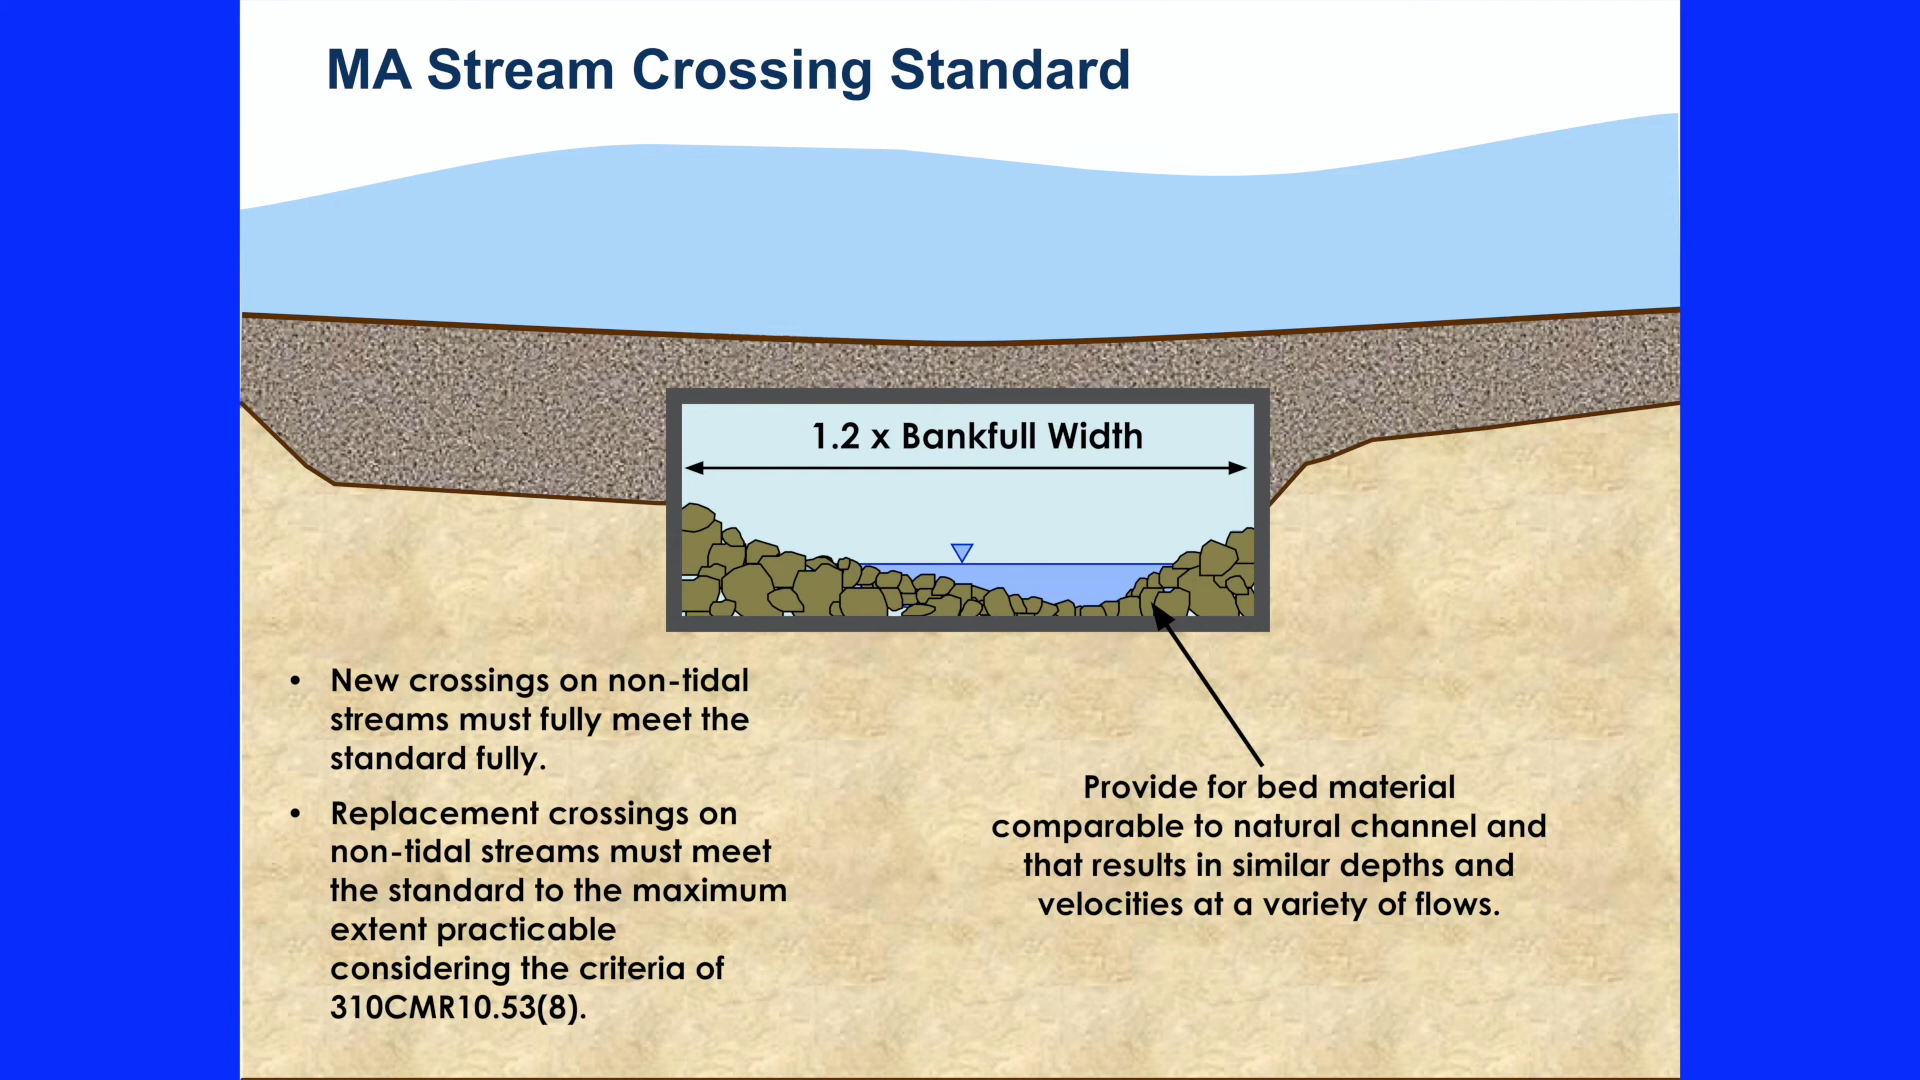 MA Stream Crossing Standard
1.2 x Bankfull Width
• New crossings on non-tidal
streams must fully meet the
standard fully.
• Replacement crossings on
non-tidal streams must meet
the standard to the maximum
extent practicable
considering the criteria of
310CMR10.53(8).
Provide for bed material
comparable to natural channel and
that results in similar depths and
velocities at a variety of flows.